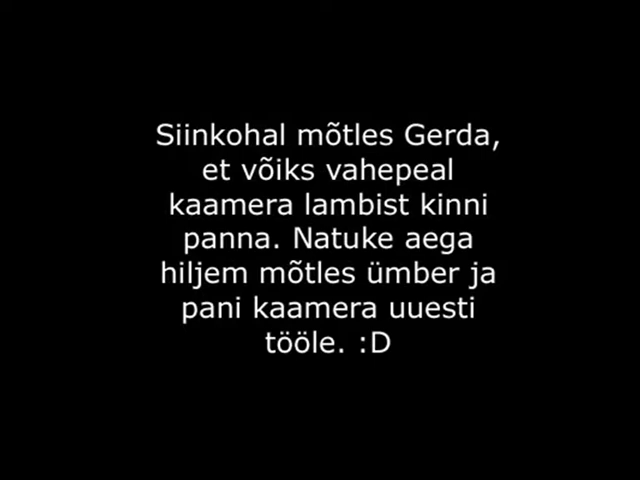 Siinkohal mõtles Gerda,
et võiks vahepeal
kaamera lambist kinni
panna. Natuke aega
hiljem mõtles ümber ja
pani kaamera uuesti
tööle. :D